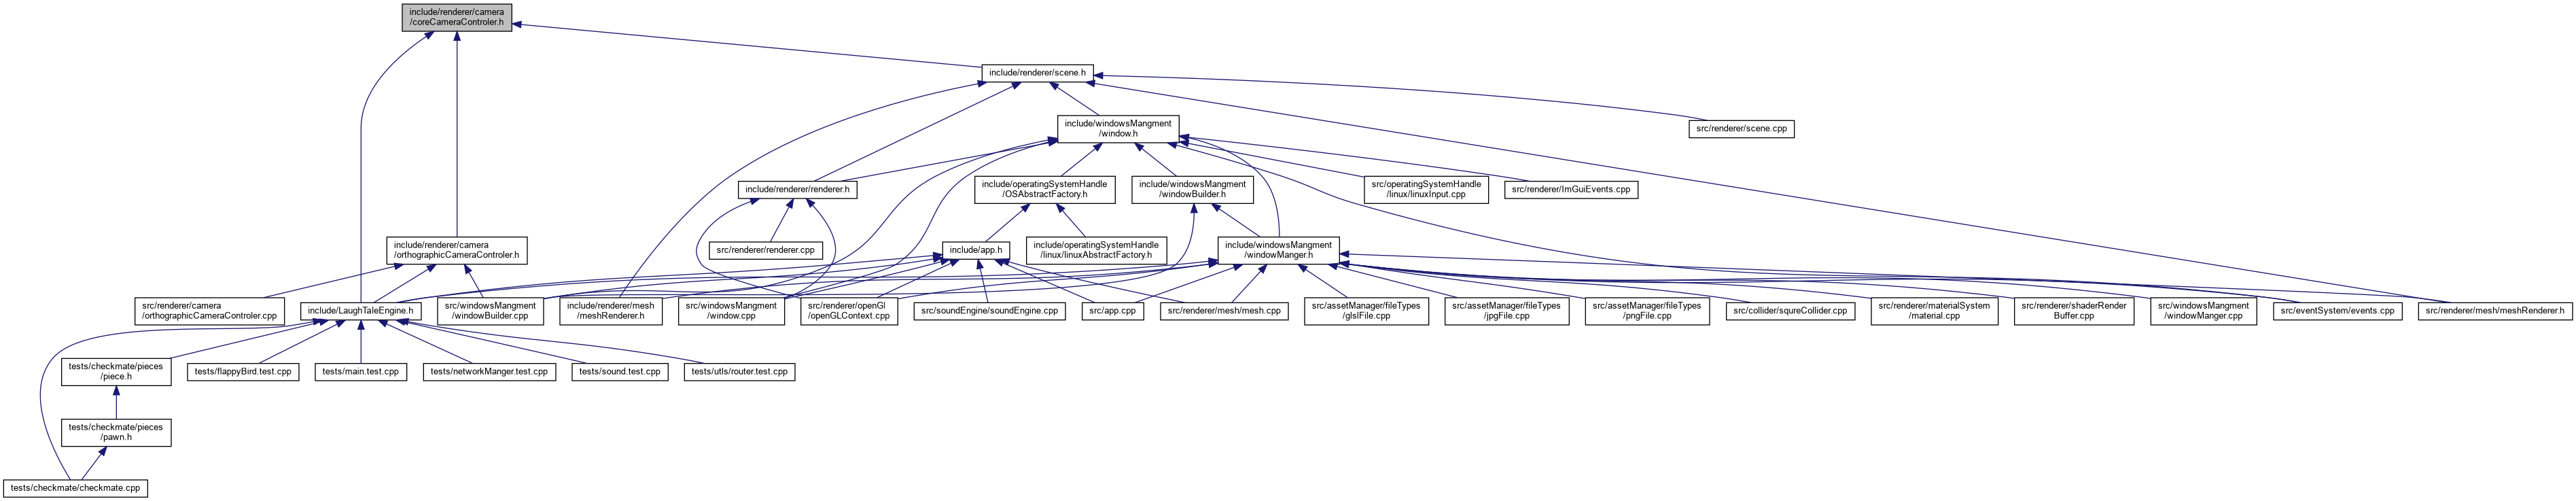 include/renderer/camera
/coreCameraControler.h
include/renderer/scene.h
include/windowsMangment
/window.h
src/renderer/scene.cpp
include/renderer/renderer.h
include/operatingSystemHandle
/OSAbstractFactory.h
include/windowsMangment
/windowBuilder.h
src/operatingSystemHandle
/linux/linuxInput.cpp
src/renderer/ImGuiEvents.cpp
include/renderer/camera
/orthographicCameraControler.h
src/renderer/renderer.cpp
include/app.h
include/operatingSystemHandle
/linux/linuxAbstractFactory.h
include/windowsMangment
/windowManger.h
src/renderer/camera
/orthographicCameraControler.cpp
include/LaughTaleEngine.h
src/windowsMangment
/windowBuilder.cpp
include/renderer/mesh
/meshRenderer.h
src/windowsMangment
/window.cpp
src/renderer/openGl
/openGLContext.cpp
src/soundEngine/soundEngine.cpp
src/app.cpp
src/renderer/mesh/mesh.cpp
src/assetManager/fileTypes
/glslFile.cpp
src/assetManager/fileTypes
/jpgFile.cpp
src/assetManager/fileTypes
/pngFile.cpp
src/collider/squreCollider.cpp
src/renderer/materialSystem
/material.cpp
src/renderer/shaderRender
Buffer.cpp
src/windowsMangment
/windowManger.cpp
src/eventSystem/events.cpp
src/renderer/mesh/meshRenderer.h
tests/checkmate/pieces
/piece.h
tests/flappyBird.test.cpp
tests/main.test.cpp
tests/networkManger.test.cpp
tests/sound.test.cpp
tests/utls/router.test.cpp
tests/checkmate/pieces
/pawn.h
tests/checkmate/checkmate.cpp